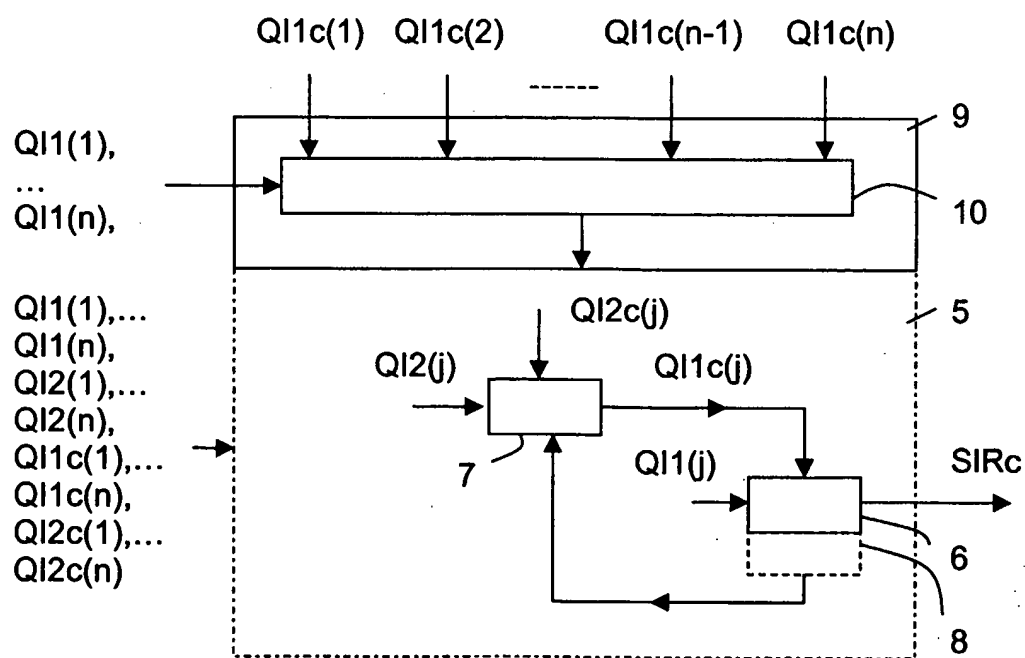 QI1c(1) QI1c(2) QI1c(n-1) QI1c(n)
9
QI1(1),
...
QI1(n),
10
QI1(1),...
QI1(n),
QI2(1),...
QI2(n),
QI1c(1),...
QI1c(n),
QI2c(1),...
QI2c(n)
5
QI2c(j)
QI2(j)
QI1c(j)
7
QI1(j)
SIRc
6
8